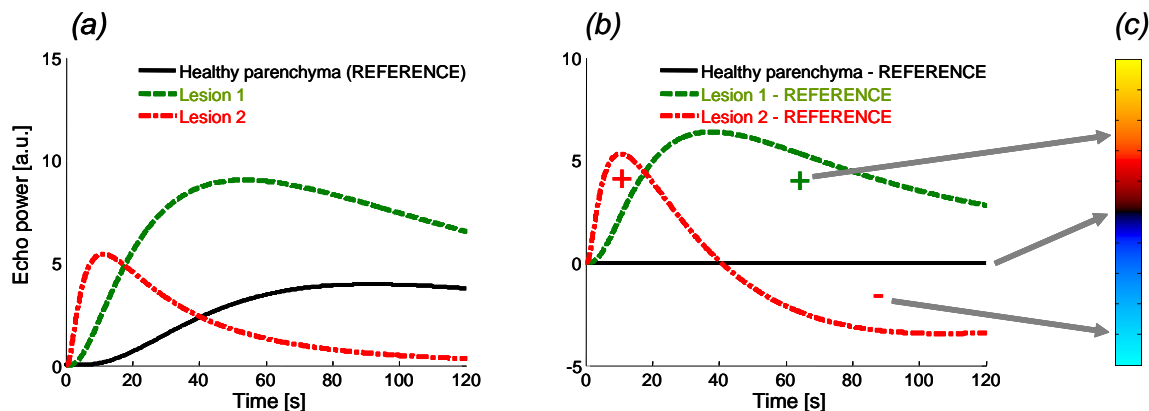 (a)
15
10
5
0
Echo power [a.u.]
Healthy parenchyma (REFERENCE)
Lesion 1
Lesion 2
0 20 40 60 80 100 120
Time [s]
(b)
10
5
0
-5
Healthy parenchyma - REFERENCE
Lesion 1 - REFERENCE
Lesion 2 - REFERENCE
+
+
-
0 20 40 60 80 100 120
Time [s]
(c)